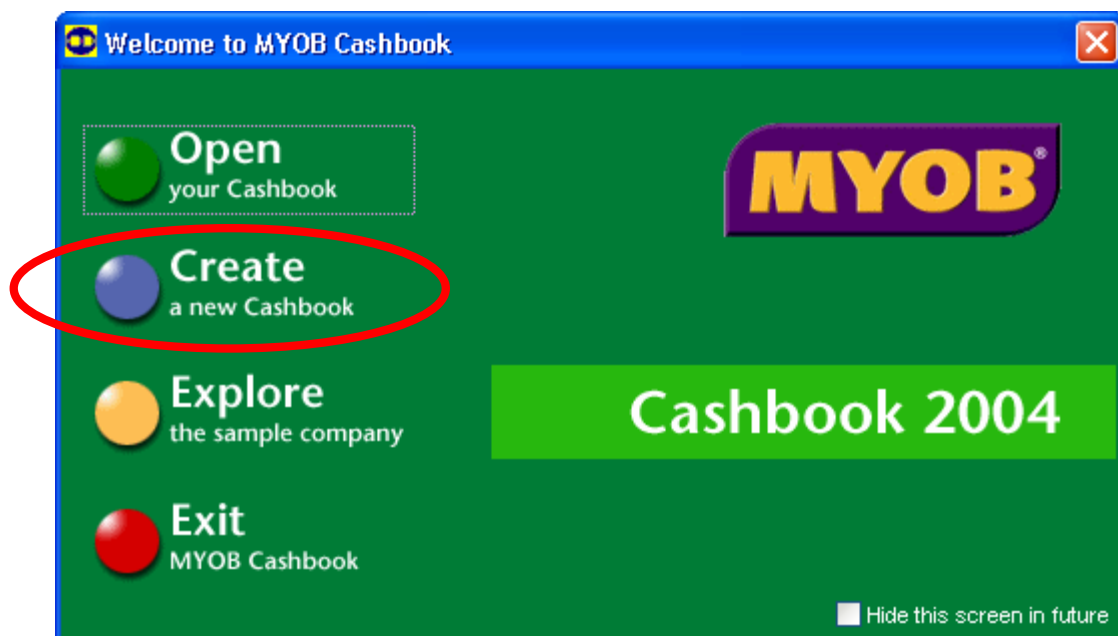 Welcome to MYOB Cashbook
Open
your Cashbook
MYOB®
Create
a new Cashbook
Explore
the sample company
Cashbook 2004
Exit
MYOB Cashbook
Hide this screen in future